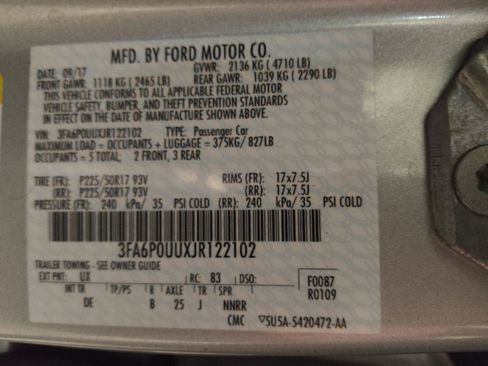 MFD. BY FORD MOTOR CO.
DATE: 09/17 GVWR: 2136 KG ( 4710 LB)
FRONT GAWR: 1118 KG ( 2465 LB) REAR GAWR: 1039 KG ( 2290 LB)
THIS VEHICLE CONFORMS TO ALL APPLICABLE FEDERAL MOTOR
VEHICLE SAFETY, BUMPER, AND THEFT PREVENTION STANDARDS
IN EFFECT ON THE DATE OF MANUFACTURE SHOWN ABOVE.
VIN: 3FA6P0UUXJR122102 TYPE: Passenger Car
MAXIMUM LOAD = OCCUPANTS + LUGGAGE = 375KG/ 827LB
OCCUPANTS = 5 TOTAL: 2 FRONT, 3 REAR
TIRE (FR): P225/50R17 93V RIMS (FR): 17x7.5J
(RR): P225/50R17 93V (RR): 17x7.5J
PRESSURE (FR): 240 kPa/ 35 PSI COLD (RR): 240 kPa/ 35 PSI COLD
3FA6P0UUXJR122102
TRAILER TOWING - SEE OWNER GUIDE
EXT PNT: UX RC: 83 DSO: F0087
R0109
INT TR TP/PS R AXLE TR SPR
DE B 25 J NNRR
CMC ▽5U5A-5420472-AA